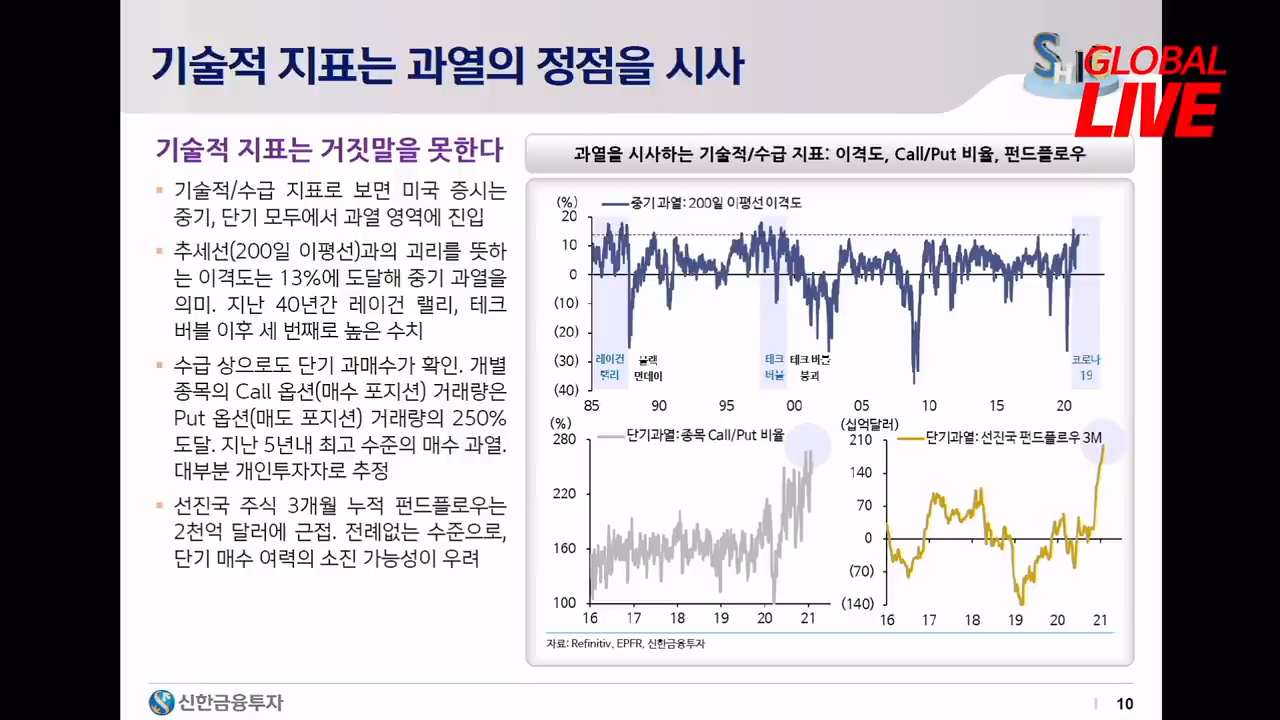 기술적 지표는 과열의 정점을 시사
GLOBAL
LIVE
기술적 지표는 거짓말을 못한다
기술적/수급 지표로 보면 미국 증시는
중기, 단기 모두에서 과열 영역에 진입
추세선(200일 이평선)과의 괴리를 뜻하
는 이격도는 13%에 도달해 중기 과열을
의미. 지난 40년간 레이건 랠리, 테크
버블 이후 세 번째로 높은 수치
수급 상으로도 단기 과매수가 확인. 개별
종목의 Call 옵션(매수 포지션) 거래량은
Put 옵션(매도 포지션) 거래량의 250%
도달. 지난 5년내 최고 수준의 매수 과열.
대부분 개인투자자로 추정
선진국 주식 3개월 누적 펀드플로우는
2천억 달러에 근접. 전례없는 수준으로,
단기 매수 여력의 소진 가능성이 우려
과열을 시사하는 기술적/수급 지표: 이격도, Call/Put 비율, 펀드플로우
(%)
중기 과열: 200일 이평선 이격도
20
10
0
(10)
(20)
(30)
(40)
레이건 랠리
블랙 먼데이
테크 버블
테크 버블 붕괴
코로나 19
85 90 95 00 05 10 15 20
(%)
단기과열: 종목 Call/Put 비율
280
220
160
100
16 17 18 19 20 21
(십억달러)
단기과열: 선진국 펀드플로우 3M
210
140
70
0
(70)
(140)
16 17 18 19 20 21
자료: Refinitiv, EPFR, 신한금융투자
신한금융투자
10